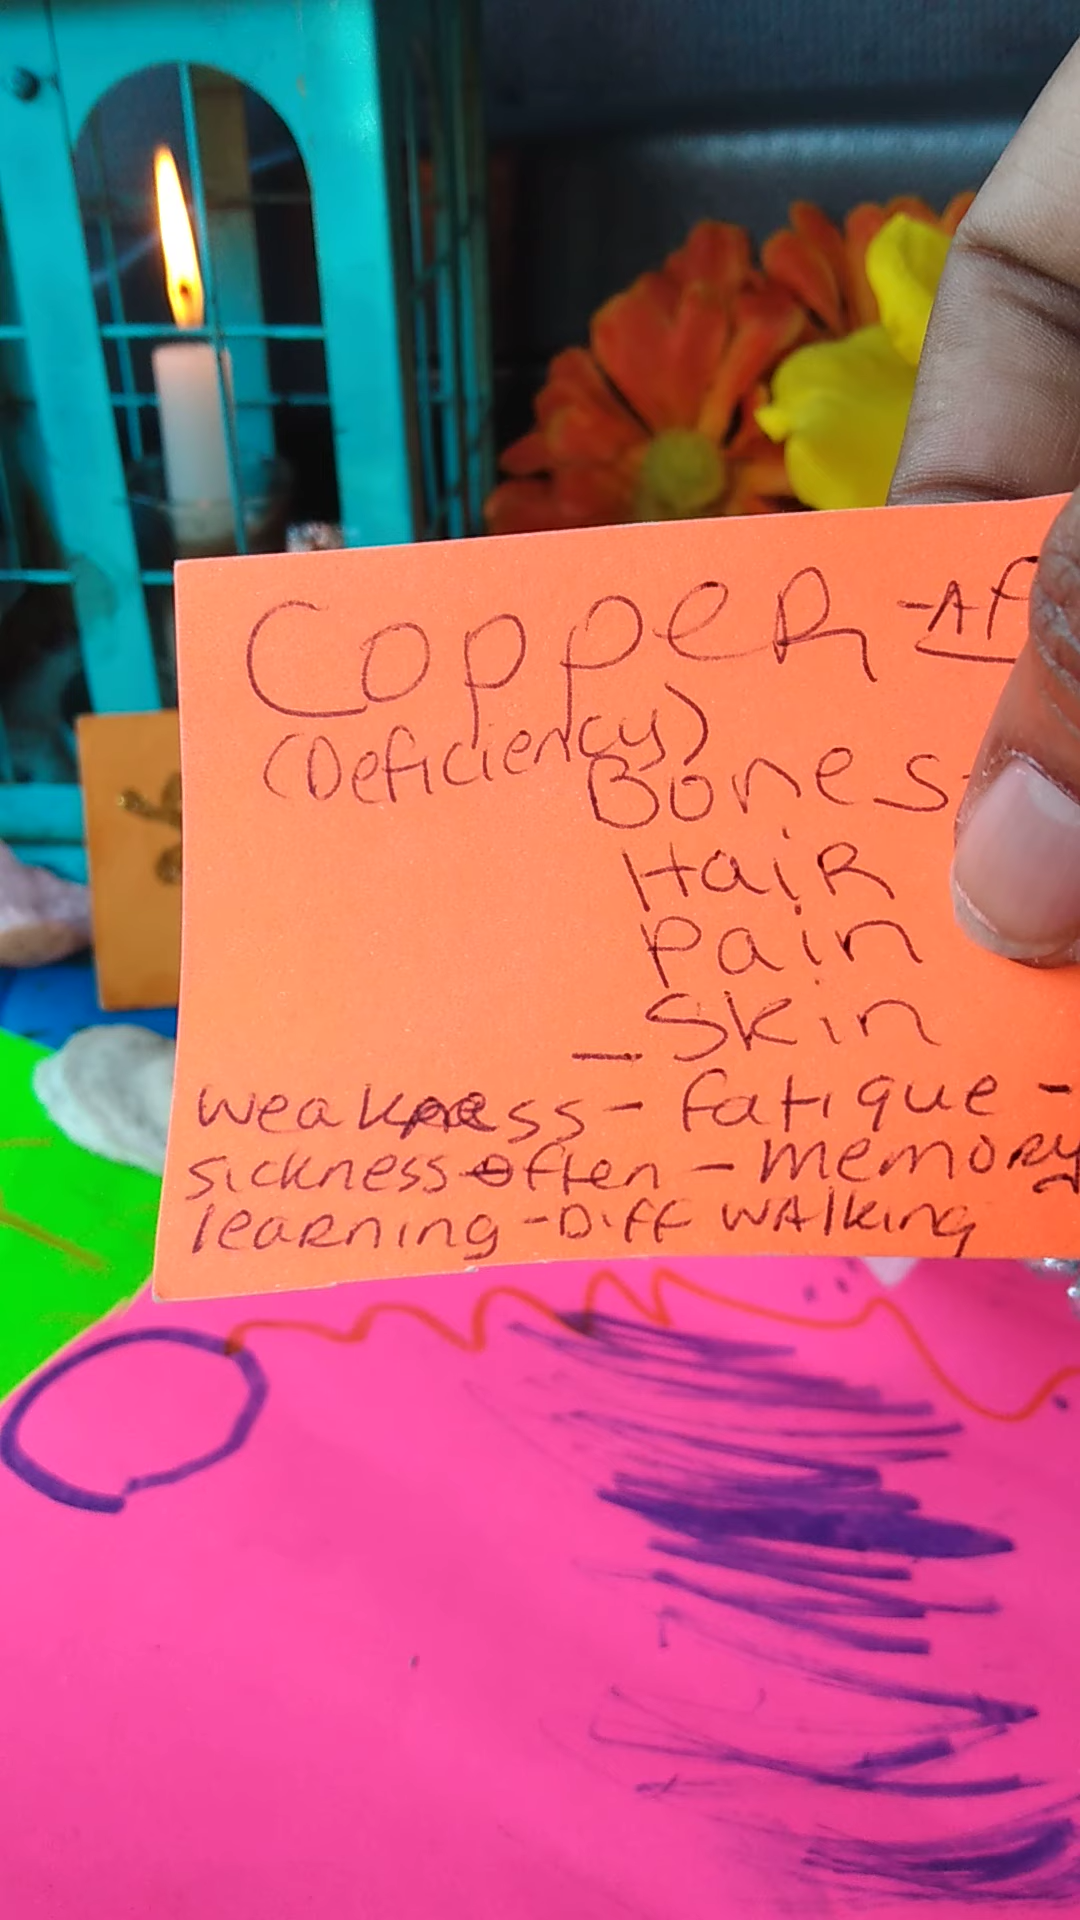 Copper - Af
(Deficiency)
Bones -
Hair
Pain
- Skin
weakness - fatigue -
sickness often - memory
learning - Diff walking